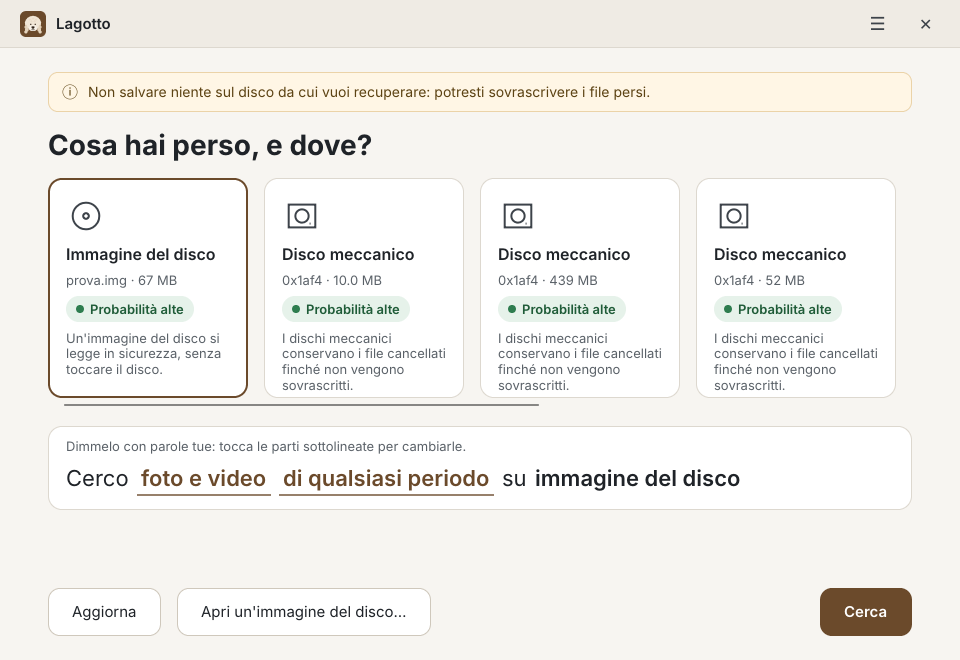 Lagotto
Non salvare niente sul disco da cui vuoi recuperare: potresti sovrascrivere i file persi.
Cosa hai perso, e dove?
Immagine del disco
prova.img · 67 MB
Probabilità alte
Un'immagine del disco si
legge in sicurezza, senza
toccare il disco.
Disco meccanico
0x1af4 · 10.0 MB
Probabilità alte
I dischi meccanici
conservano i file cancellati
finché non vengono
sovrascritti.
Disco meccanico
0x1af4 · 439 MB
Probabilità alte
I dischi meccanici
conservano i file cancellati
finché non vengono
sovrascritti.
Disco meccanico
0x1af4 · 52 MB
Probabilità alte
I dischi meccanici
conservano i file cancellati
finché non vengono
sovrascritti.
Dimmelo con parole tue: tocca le parti sottolineate per cambiarle.
Cerco foto e video di qualsiasi periodo su immagine del disco
Aggiorna
Apri un'immagine del disco...
Cerca